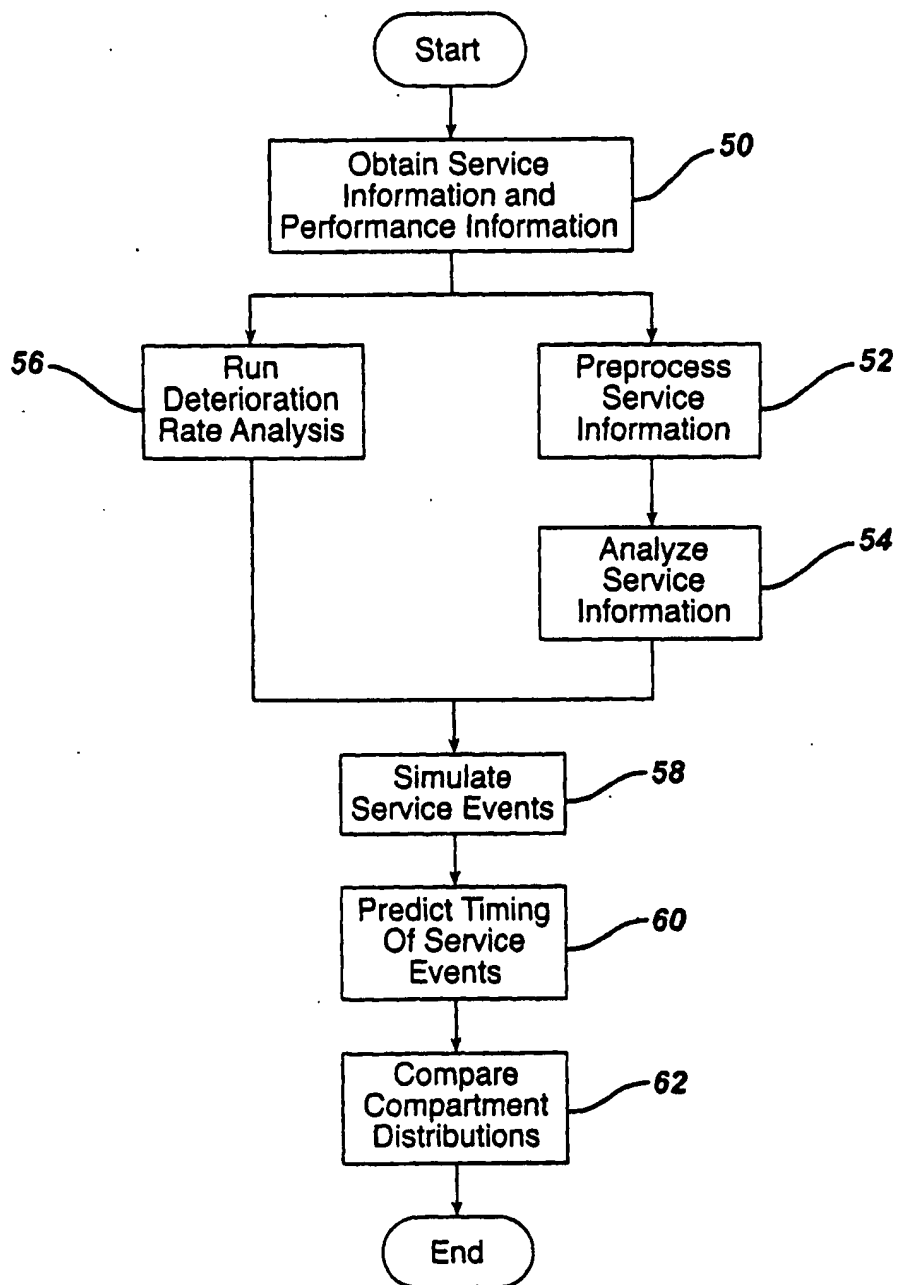 Start
Obtain Service
Information and
Performance Information
50
56
Run
Deterioration
Rate Analysis
Preprocess
Service
Information
52
Analyze
Service
Information
54
Simulate
Service Events
58
Predict Timing
Of Service
Events
60
Compare
Compartment
Distributions
62
End